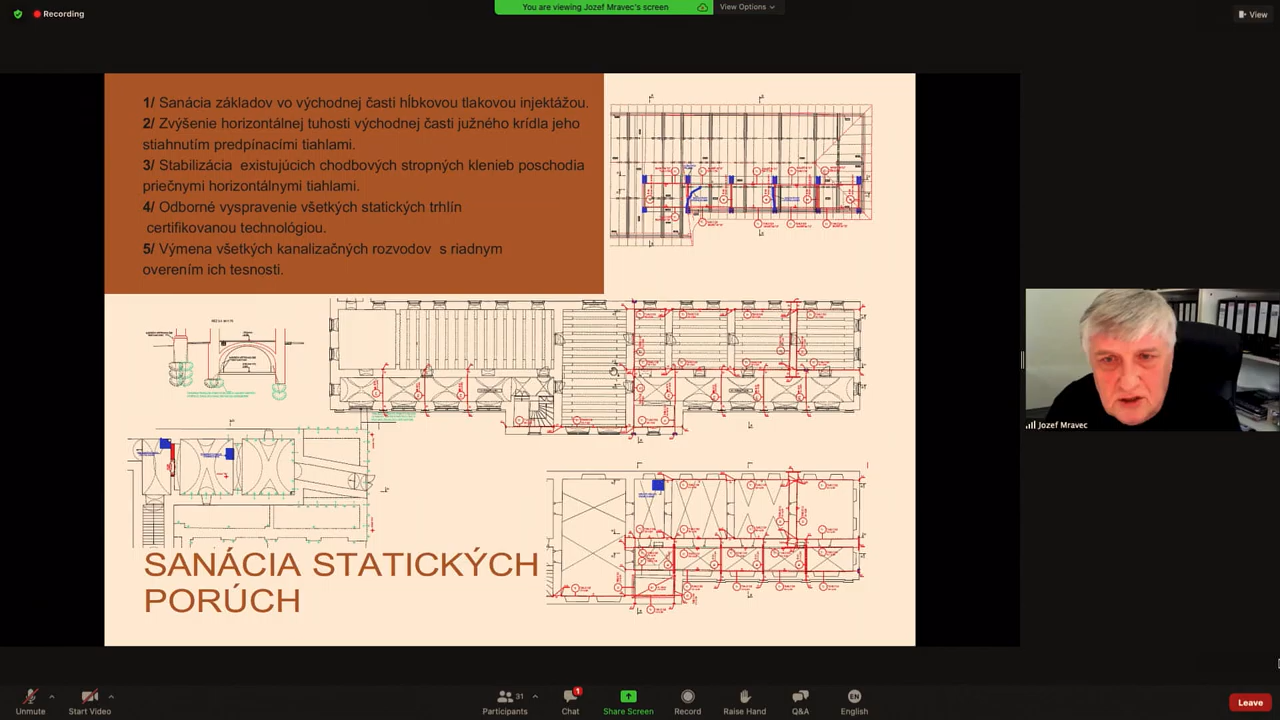 Recording
You are viewing Jozef Mravec's screen
View Options
View
1/ Sanácia základov vo východnej časti hĺbkovou tlakovou injektážou.
2/ Zvýšenie horizontálnej tuhosti východnej časti južného krídla jeho
stiahnutím predpínacími tiahlami.
3/ Stabilizácia existujúcich chodbových stropných klenieb poschodia
priečnymi horizontálnymi tiahlami.
4/ Odborné vyspravenie všetkých statických trhlín
certifikovanou technológiou.
5/ Výmena všetkých kanalizačných rozvodov s riadnym
overením ich tesnosti.
SANÁCIA STATICKÝCH
PORÚCH
Jozef Mravec
Unmute
Start Video
Participants
31
Chat
1
Share Screen
Record
Raise Hand
Q&A
EN
English
Leave